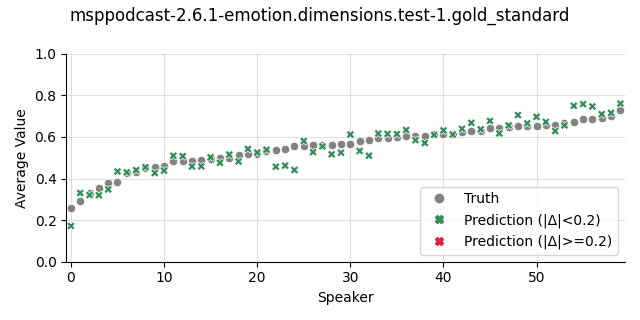 msppodcast-2.6.1-emotion.dimensions.test-1.gold_standard
1.0
0.8
0.6
0.4
0.2
0.0
Average Value
0
10
20
30
40
50
Speaker
Truth
Prediction (|Δ|<0.2)
Prediction (|Δ|>=0.2)